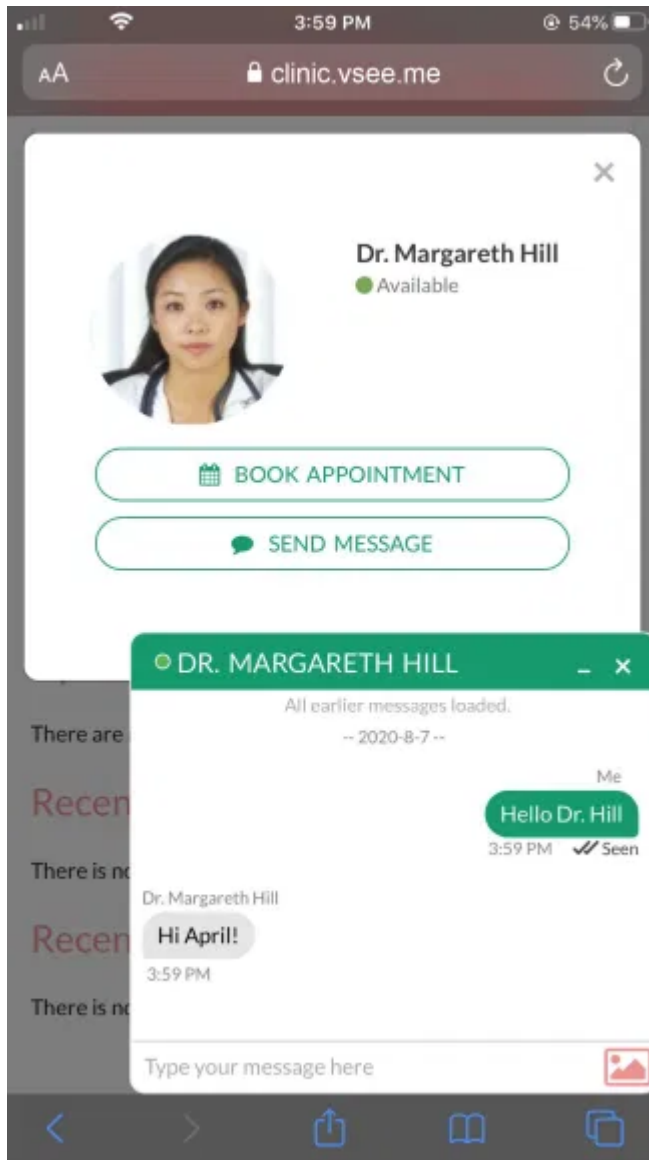 3:59 PM
54%
AA
clinic.vsee.me
Dr. Margareth Hill
Available
BOOK APPOINTMENT
SEND MESSAGE
DR. MARGARETH HILL
All earlier messages loaded.
-- 2020-8-7 --
Me
Hello Dr. Hill
3:59 PM Seen
Dr. Margareth Hill
Hi April!
3:59 PM
Type your message here
There are
Recen
There is no
Recen
There is no